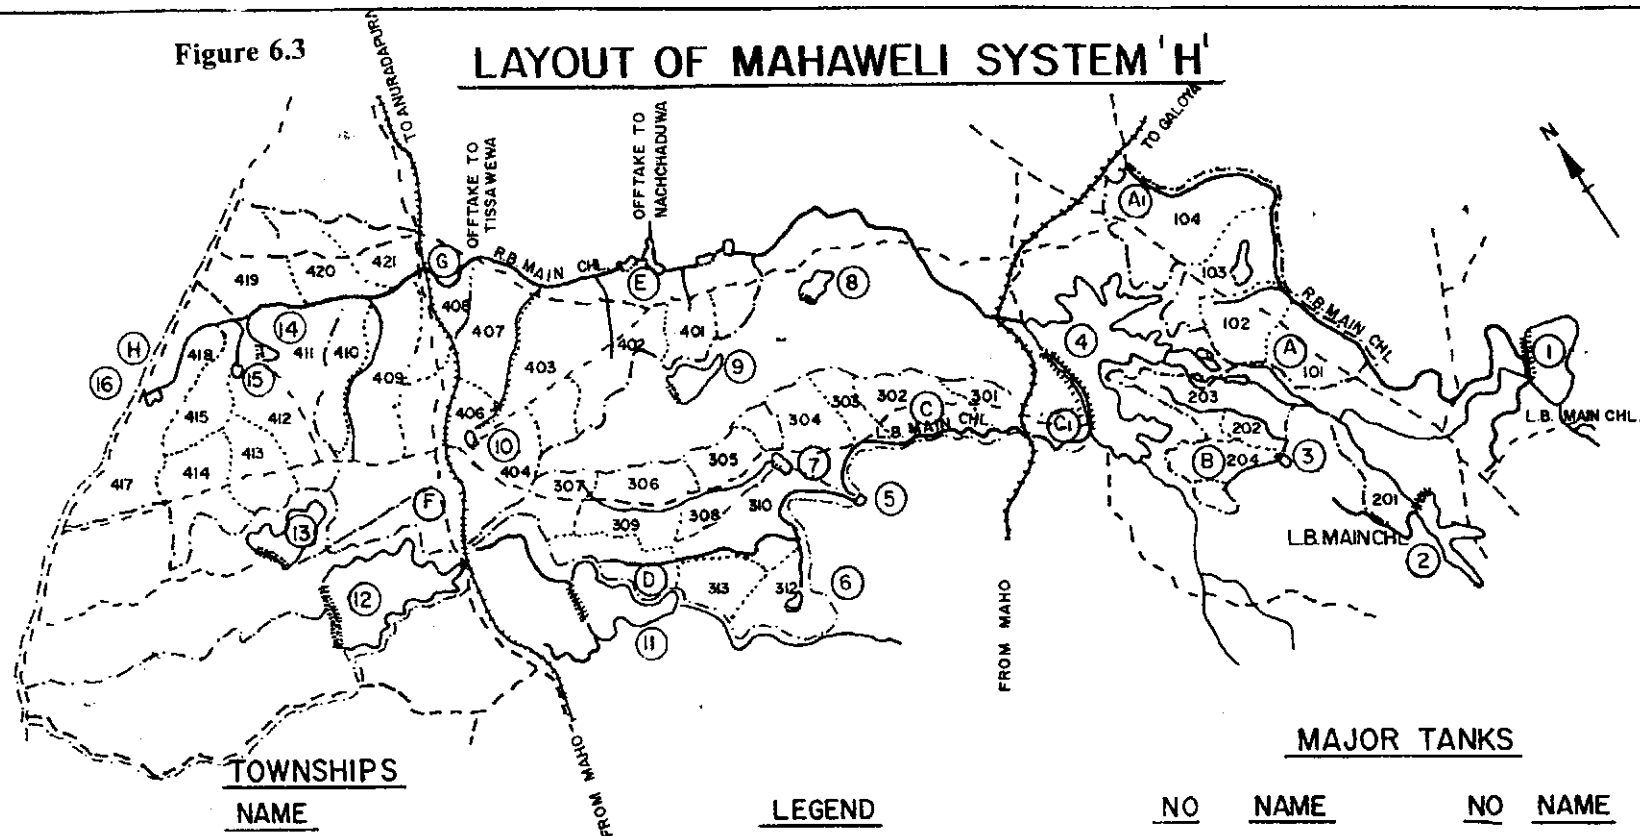 Figure 6.3
LAYOUT OF MAHAWELI SYSTEM 'H'
TO ANURADAPURA
OFFTAKE TO
TISSAWEWA
OFFTAKE TO
NACHCHADUWA
TO GALOYA
N
A1
104
103
102
A
101
R.B. MAIN CHL
1
L.B. MAIN CHL.
419
420
421
G
R.B. MAIN CHL
E
8
4
H
16
14
418
15
411
410
409
408
407
403
402
401
9
415
412
406
10
304
303
302
C
301
L.B. MAIN CHL
C1
203
202
B
204
3
417
414
413
404
307
306
305
7
310
5
201
L.B. MAIN CHL
2
F
13
309
308
12
D
313
312
6
11
FROM MAHO
FROM MAHO
TOWNSHIPS
NAME
LEGEND
MAJOR TANKS
NO NAME NO NAME